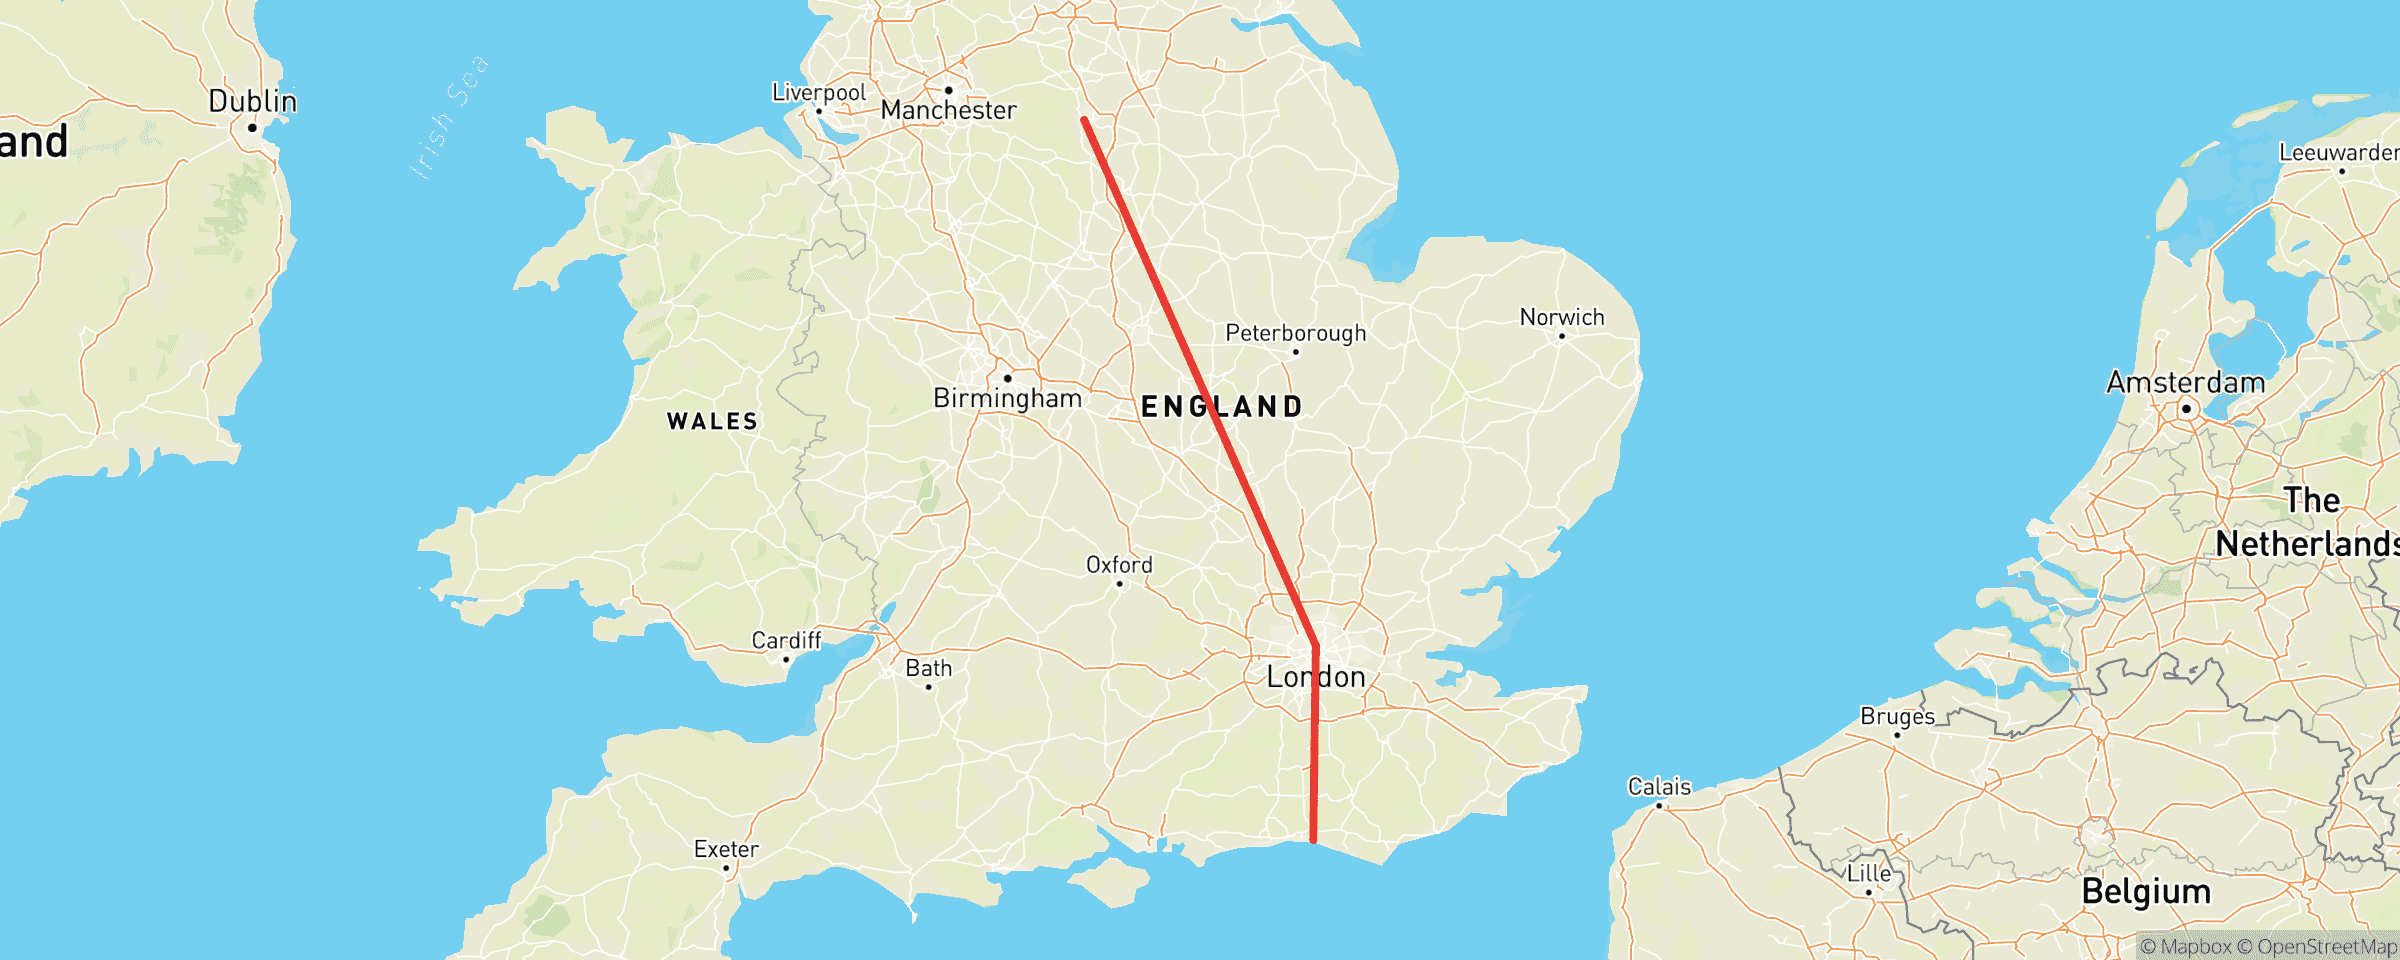 Irish Sea
Dublin
and
Liverpool
Manchester
Leeuwarder
Norwich
Peterborough
Amsterdam
Birmingham
ENGLAND
WALES
The
Netherlands
Oxford
Cardiff
Bath
London
Bruges
Calais
Exeter
Lille
Belgium
© Mapbox © OpenStreetMap